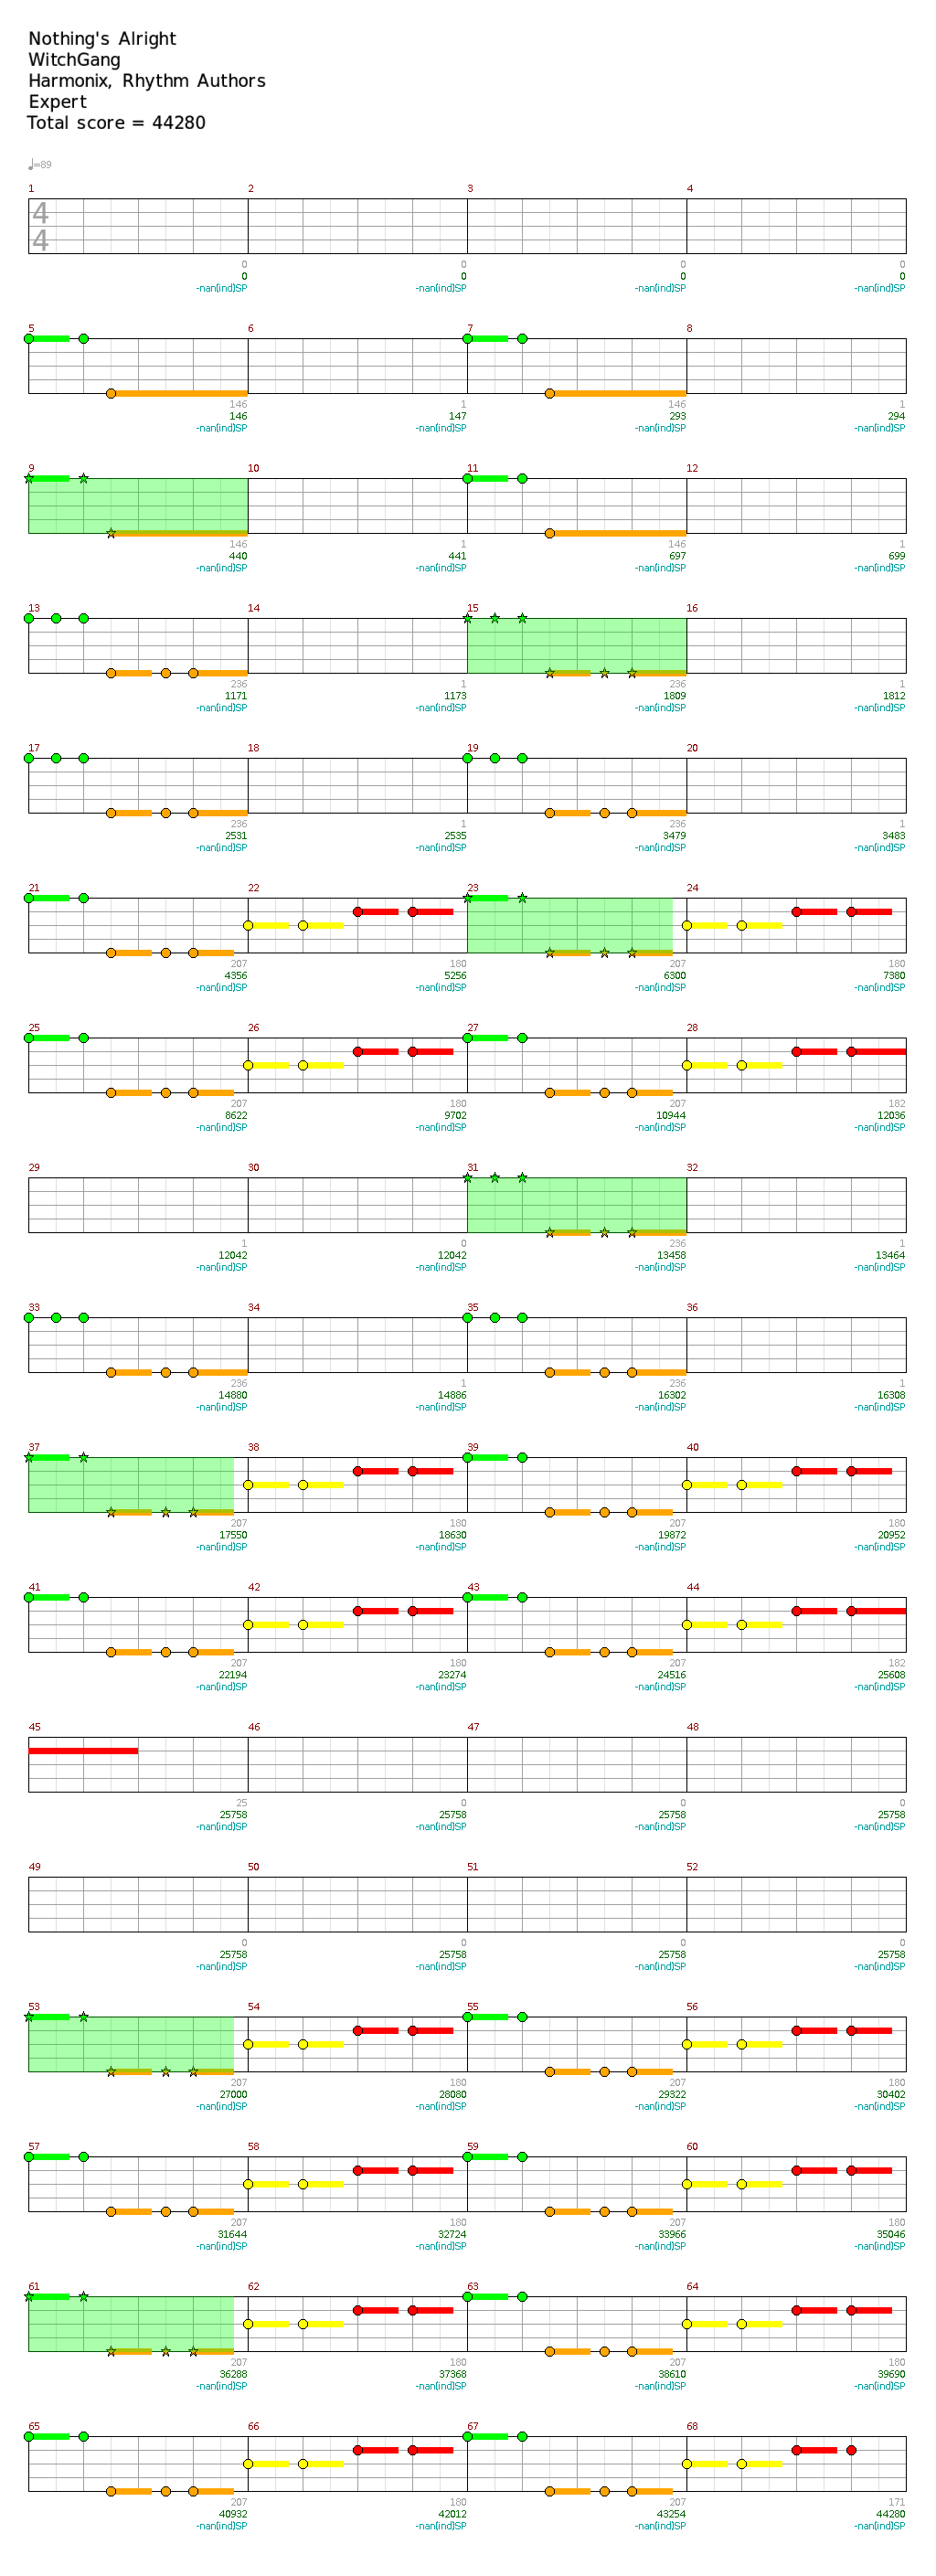 Nothing's Alright
WitchGang
Harmonix, Rhythm Authors
Expert
Total score = 44280
♩=89
1 2 3 4
4
4
0 0 0 0
0 0 0 0
-nan(ind)SP -nan(ind)SP -nan(ind)SP -nan(ind)SP
5 6 7 8
146 1 146 1
146 147 293 294
-nan(ind)SP -nan(ind)SP -nan(ind)SP -nan(ind)SP
9 10 11 12
146 1 146 1
440 441 697 699
-nan(ind)SP -nan(ind)SP -nan(ind)SP -nan(ind)SP
13 14 15 16
236 1 236 1
1171 1173 1809 1812
-nan(ind)SP -nan(ind)SP -nan(ind)SP -nan(ind)SP
17 18 19 20
236 1 236 1
2531 2535 3479 3483
-nan(ind)SP -nan(ind)SP -nan(ind)SP -nan(ind)SP
21 22 23 24
207 180 207 180
4356 5256 6300 7380
-nan(ind)SP -nan(ind)SP -nan(ind)SP -nan(ind)SP
25 26 27 28
207 180 207 182
8622 9702 10944 12036
-nan(ind)SP -nan(ind)SP -nan(ind)SP -nan(ind)SP
29 30 31 32
1 0 236 1
12042 12042 13458 13464
-nan(ind)SP -nan(ind)SP -nan(ind)SP -nan(ind)SP
33 34 35 36
236 1 236 1
14880 14886 16302 16308
-nan(ind)SP -nan(ind)SP -nan(ind)SP -nan(ind)SP
37 38 39 40
207 180 207 180
17550 18630 19872 20952
-nan(ind)SP -nan(ind)SP -nan(ind)SP -nan(ind)SP
41 42 43 44
207 180 207 182
22194 23274 24516 25608
-nan(ind)SP -nan(ind)SP -nan(ind)SP -nan(ind)SP
45 46 47 48
25 0 0 0
25758 25758 25758 25758
-nan(ind)SP -nan(ind)SP -nan(ind)SP -nan(ind)SP
49 50 51 52
0 0 0 0
25758 25758 25758 25758
-nan(ind)SP -nan(ind)SP -nan(ind)SP -nan(ind)SP
53 54 55 56
207 180 207 180
27000 28080 29322 30402
-nan(ind)SP -nan(ind)SP -nan(ind)SP -nan(ind)SP
57 58 59 60
207 180 207 180
31644 32724 33966 35046
-nan(ind)SP -nan(ind)SP -nan(ind)SP -nan(ind)SP
61 62 63 64
207 180 207 180
36288 37368 38610 39690
-nan(ind)SP -nan(ind)SP -nan(ind)SP -nan(ind)SP
65 66 67 68
207 180 207 171
40932 42012 43254 44280
-nan(ind)SP -nan(ind)SP -nan(ind)SP -nan(ind)SP